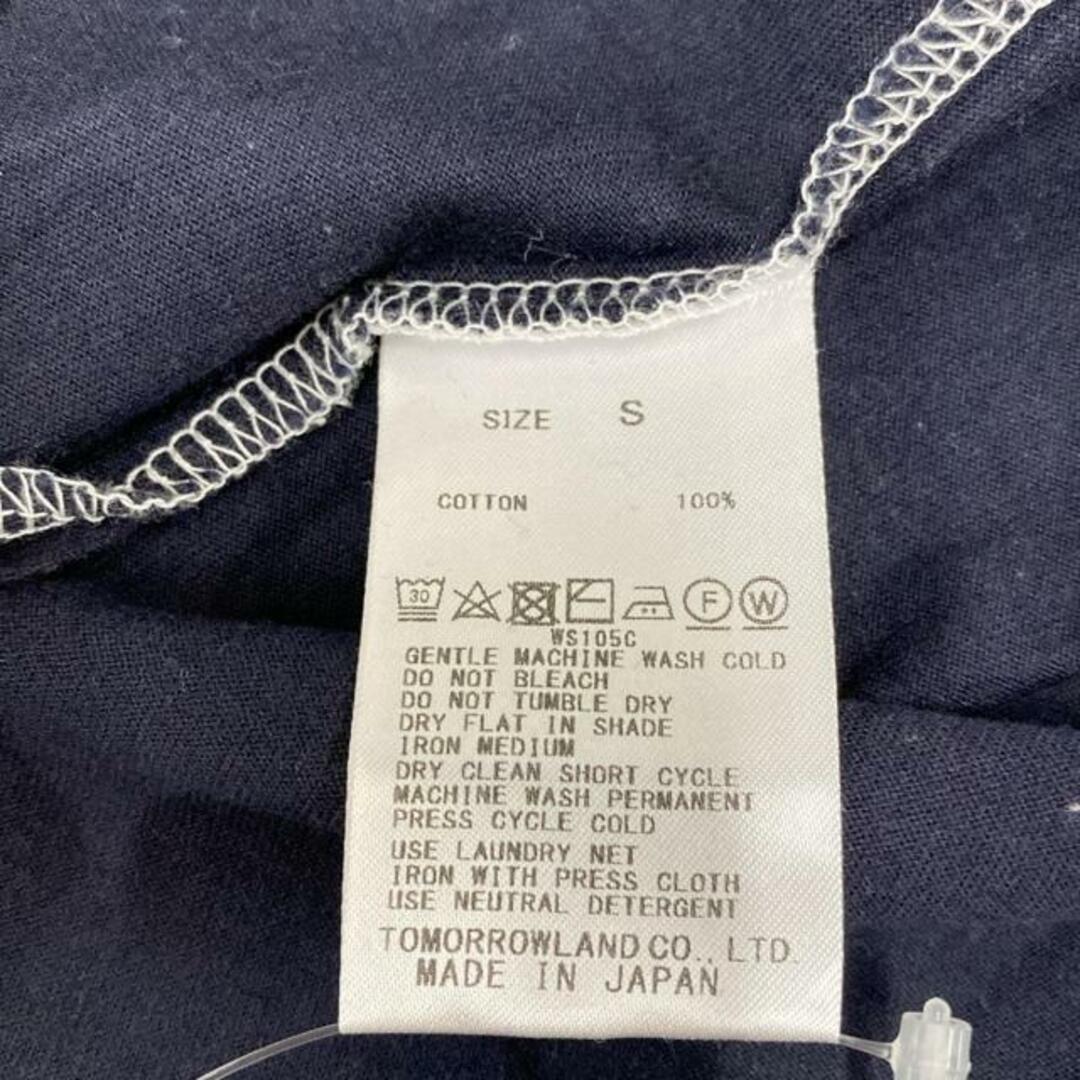 SIZE S
COTTON 100%
30 F W
WS105C
GENTLE MACHINE WASH COLD
DO NOT BLEACH
DO NOT TUMBLE DRY
DRY FLAT IN SHADE
IRON MEDIUM
DRY CLEAN SHORT CYCLE
MACHINE WASH PERMANENT
PRESS CYCLE COLD
USE LAUNDRY NET
IRON WITH PRESS CLOTH
USE NEUTRAL DETERGENT
TOMORROWLAND CO., LTD.
MADE IN JAPAN